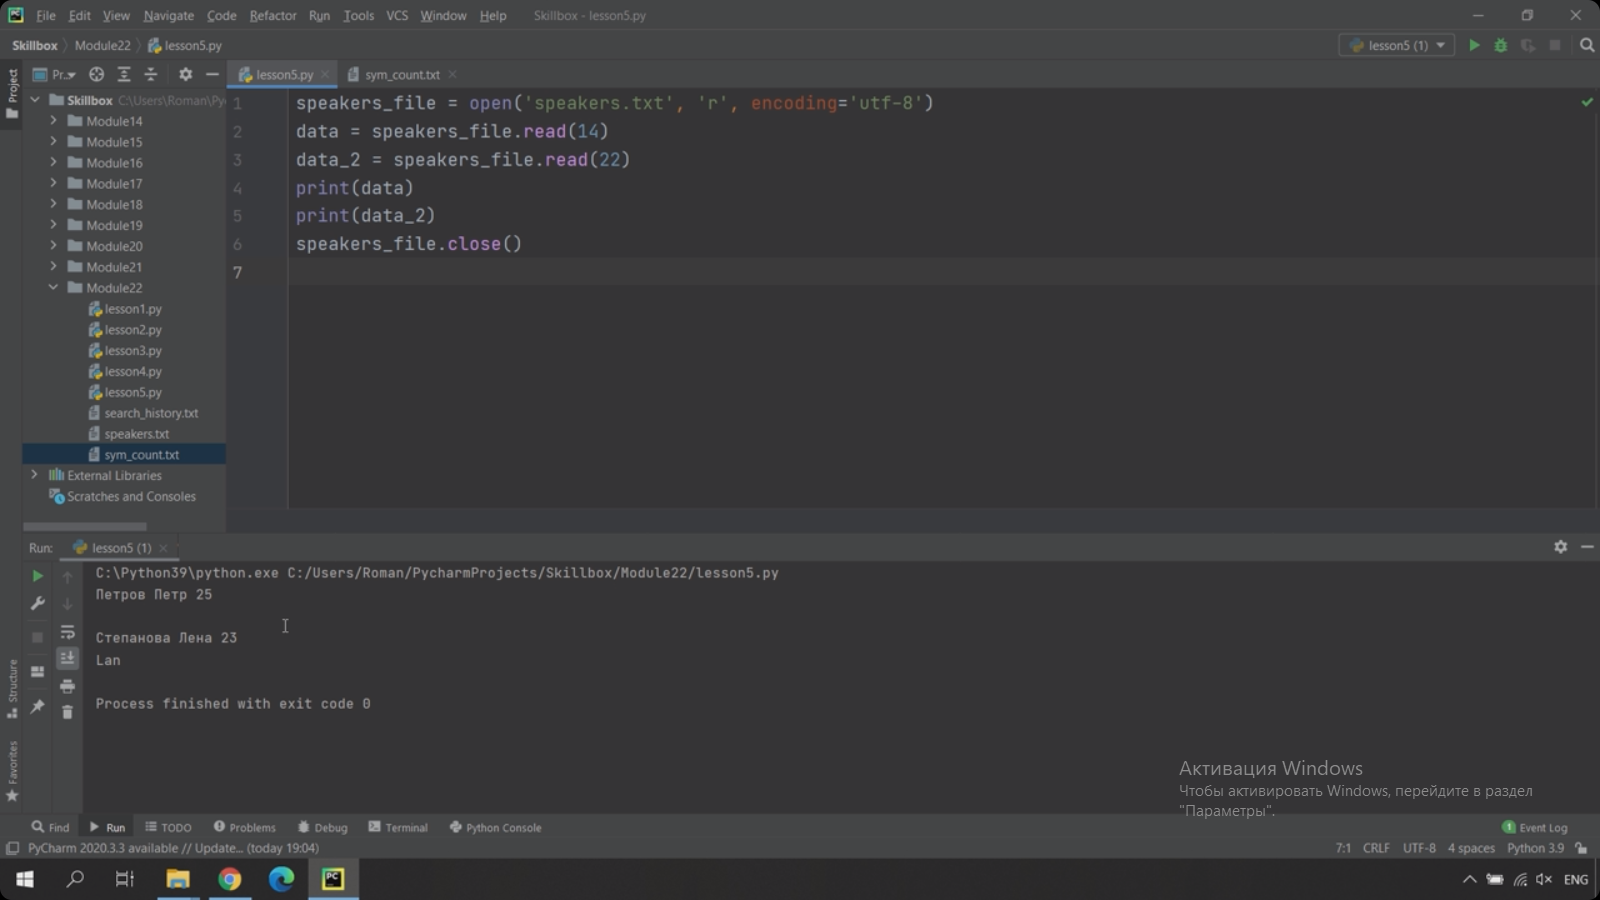 File Edit View Navigate Code Refactor Run Tools VCS Window Help Skillbox - lesson5.py
Skillbox Module22 lesson5.py lesson5 (1)
Project
Pr.. lesson5.py sym_count.txt
Skillbox C:\Users\Roman\Py
Module14
Module15
Module16
Module17
Module18
Module19
Module20
Module21
Module22
lesson1.py
lesson2.py
lesson3.py
lesson4.py
lesson5.py
search_history.txt
speakers.txt
sym_count.txt
External Libraries
Scratches and Consoles
1 speakers_file = open('speakers.txt', 'r', encoding='utf-8')
2 data = speakers_file.read(14)
3 data_2 = speakers_file.read(22)
4 print(data)
5 print(data_2)
6 speakers_file.close()
7
Run: lesson5 (1)
C:\Python39\python.exe C:/Users/Roman/PycharmProjects/Skillbox/Module22/lesson5.py
Петров Петр 25
Степанова Лена 23
Lan
Process finished with exit code 0
Structure
Favorites
Активация Windows
Чтобы активировать Windows, перейдите в раздел
"Параметры".
Find Run TODO Problems Debug Terminal Python Console 1 Event Log
PyCharm 2020.3.3 available // Update... (today 19:04) 7:1 CRLF UTF-8 4 spaces Python 3.9
PC ENG